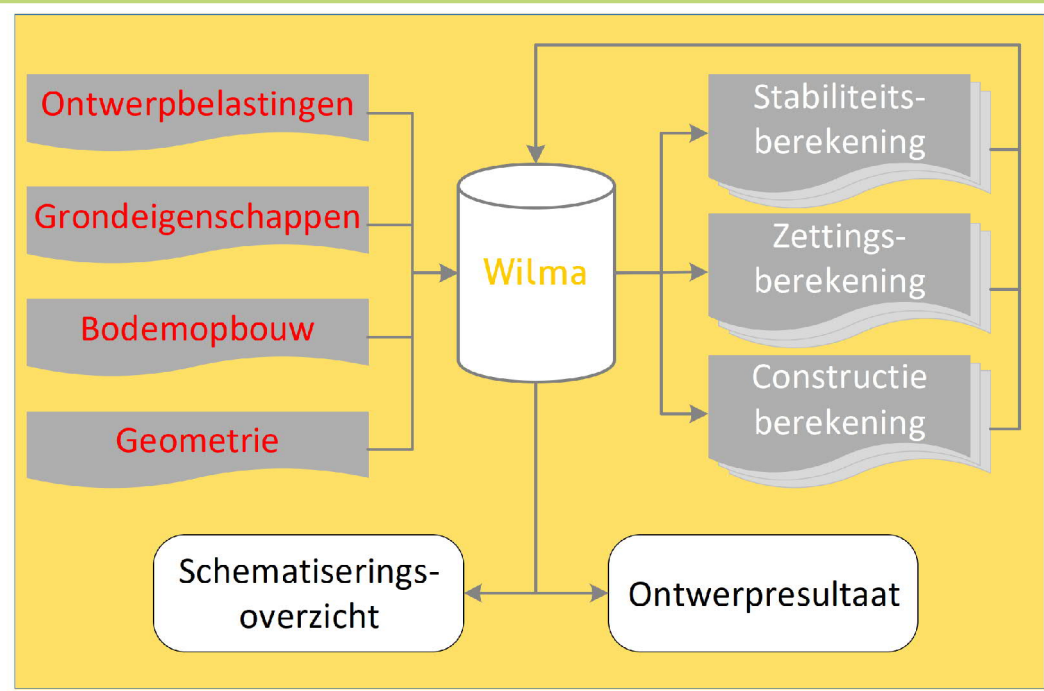 Ontwerpbelastingen
Grondeigenschappen
Bodemopbouw
Geometrie
Wilma
Stabiliteits-
berekening
Zettings-
berekening
Constructie
berekening
Schematiserings-
overzicht
Ontwerpresultaat